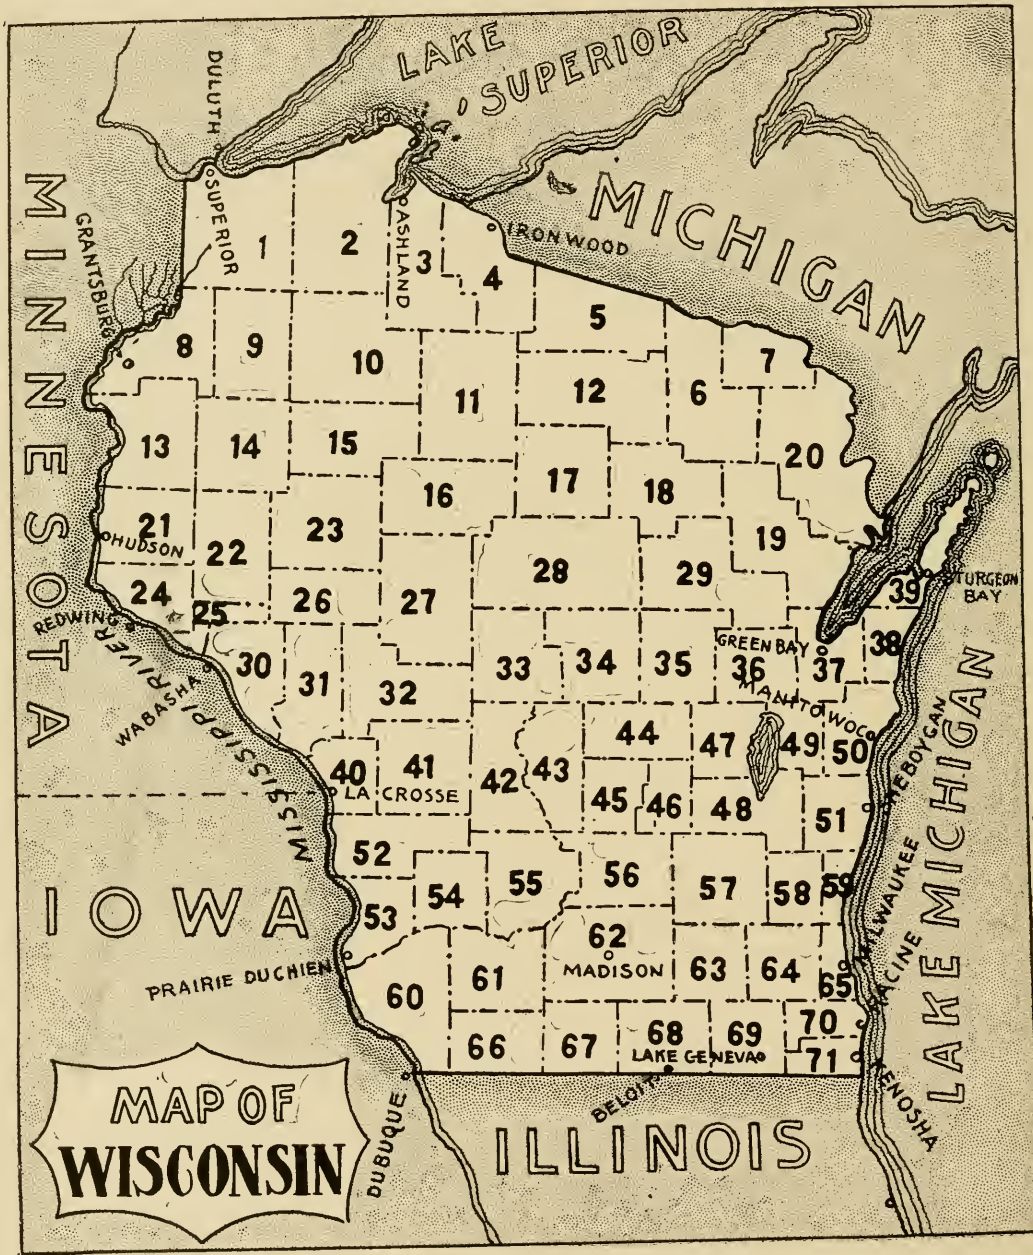 LAKE
SUPERIOR
DULUTH
SUPERIOR
MICHIGAN
MINNESOTA
GRANTSBURG
ASHLAND
IRONWOOD
1
2
3
4
5
6
7
8
9
10
11
12
13
14
15
16
17
18
19
20
21
HUDSON
22
23
24
25
26
27
28
29
REDWING
WABASHA
MISSISSIPPI RIVER
30
31
32
33
34
35
36
GREEN BAY
37
38
39
STURGEON
BAY
MANITOWOC
40
LA CROSSE
41
42
43
44
45
46
47
48
49
50
51
SHEBOYGAN
LAKE MICHIGAN
IOWA
52
53
54
55
56
57
58
59
MILWAUKEE
RACINE
PRAIRIE DU CHIEN
60
61
62
MADISON
63
64
65
66
67
68
69
LAKE GENEVA
70
71
KENOSHA
BELOIT
DUBUQUE
ILLINOIS
MAP OF
WISCONSIN